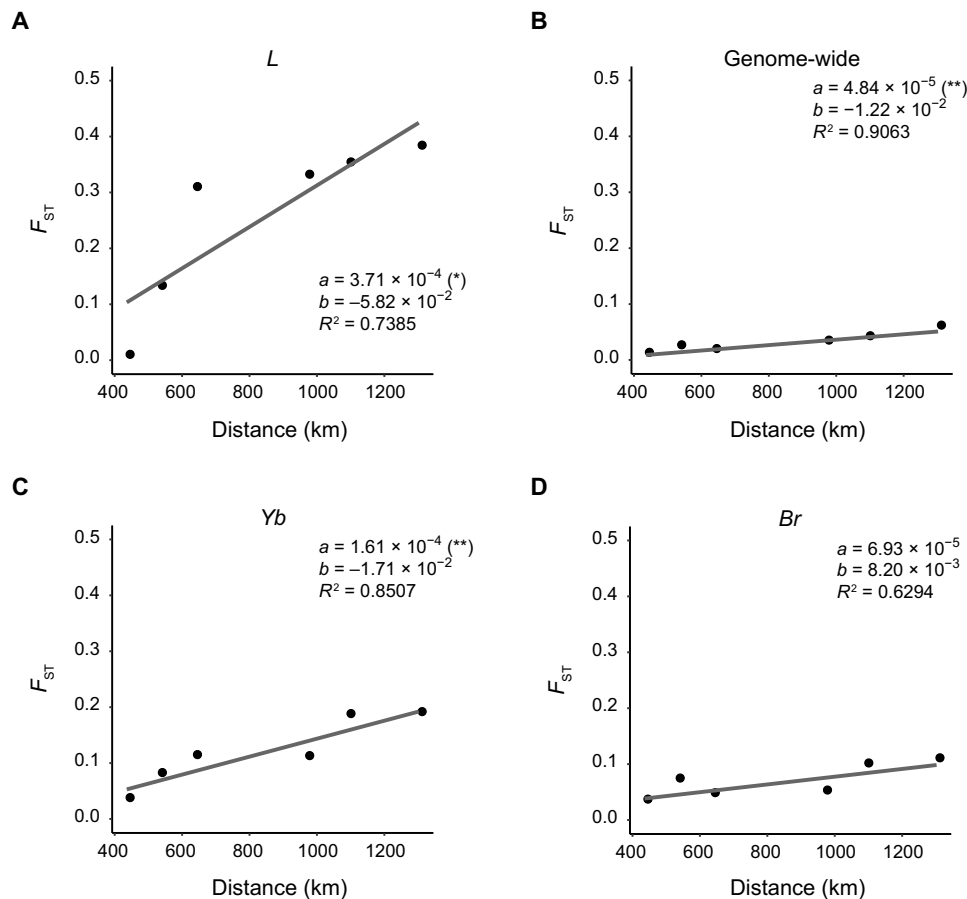 A
L
0.5
0.4
0.3
0.2
0.1
0.0
F_ST
a = 3.71 × 10⁻⁴ (*)
b = –5.82 × 10⁻²
R² = 0.7385
400 600 800 1000 1200
Distance (km)
B
Genome-wide
0.5
0.4
0.3
0.2
0.1
0.0
F_ST
a = 4.84 × 10⁻⁵ (**)
b = −1.22 × 10⁻²
R² = 0.9063
400 600 800 1000 1200
Distance (km)
C
Yb
0.5
0.4
0.3
0.2
0.1
0.0
F_ST
a = 1.61 × 10⁻⁴ (**)
b = –1.71 × 10⁻²
R² = 0.8507
400 600 800 1000 1200
Distance (km)
D
Br
0.5
0.4
0.3
0.2
0.1
0.0
F_ST
a = 6.93 × 10⁻⁵
b = 8.20 × 10⁻³
R² = 0.6294
400 600 800 1000 1200
Distance (km)